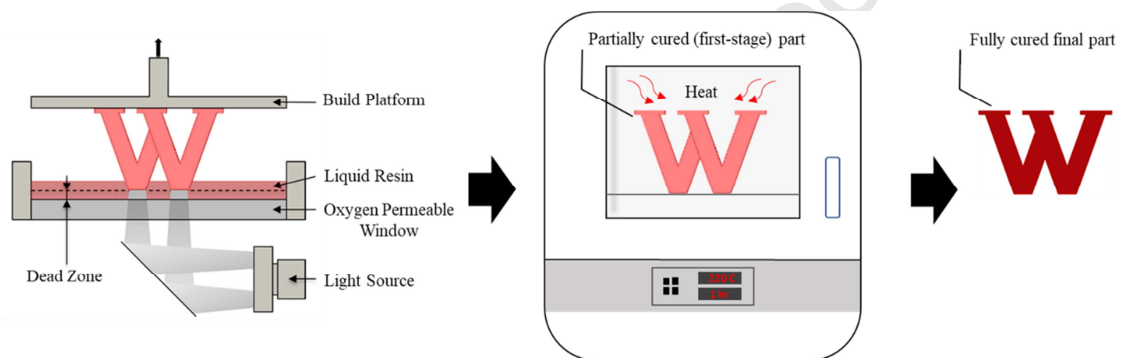 Build Platform
Liquid Resin
Oxygen Permeable
Window
Dead Zone
Light Source
Partially cured (first-stage) part
Heat
Fully cured final part